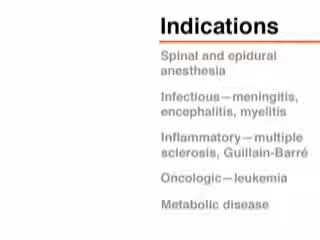 Indications
Spinal and epidural
anesthesia
Infectious—meningitis,
encephalitis, myelitis
Inflammatory—multiple
sclerosis, Guillain-Barré
Oncologic—leukemia
Metabolic disease